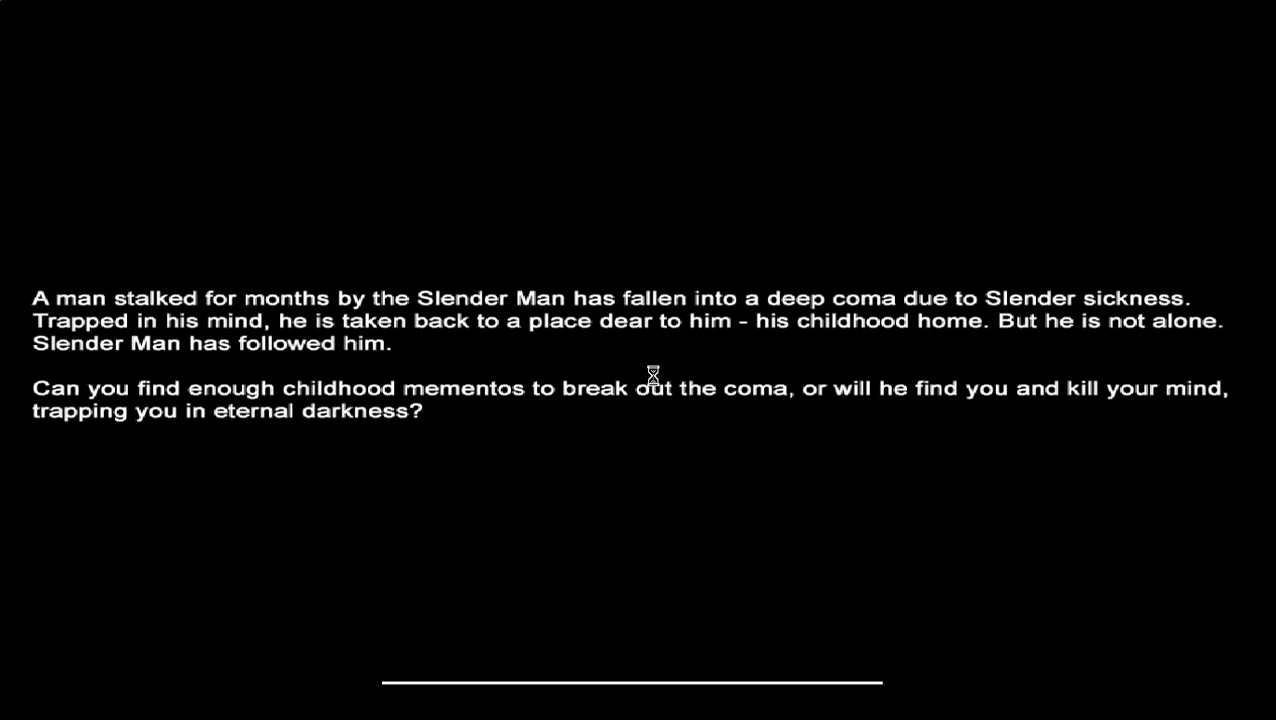 A man stalked for months by the Slender Man has fallen into a deep coma due to Slender sickness.
Trapped in his mind, he is taken back to a place dear to him - his childhood home. But he is not alone.
Slender Man has followed him.
Can you find enough childhood mementos to break out the coma, or will he find you and kill your mind,
trapping you in eternal darkness?